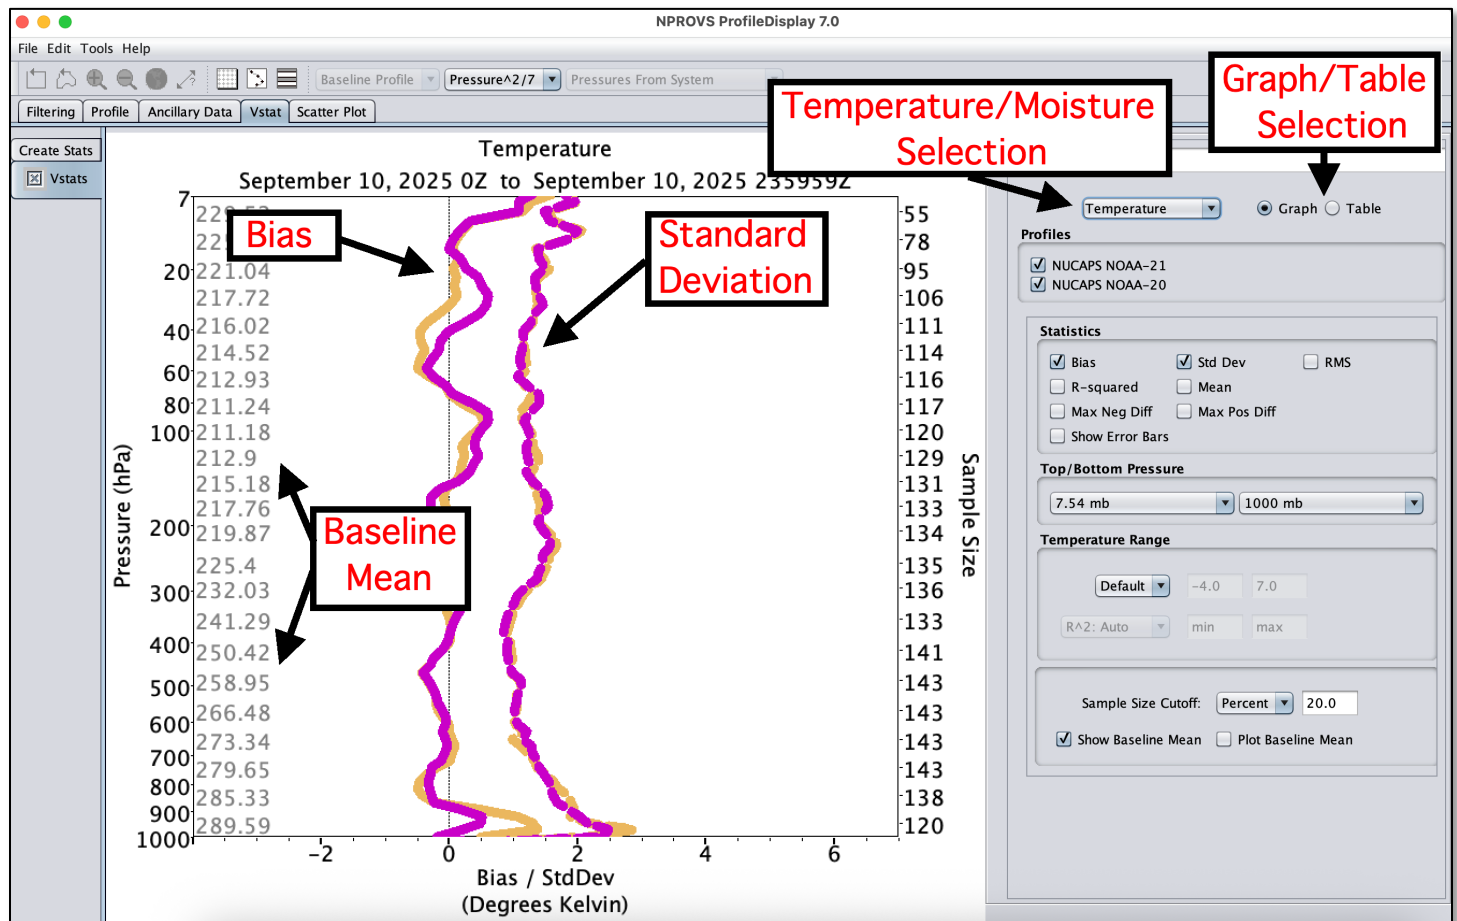 NPROVS ProfileDisplay 7.0
File Edit Tools Help
Baseline Profile Pressure^2/7 Pressures From System
Filtering Profile Ancillary Data Vstat Scatter Plot
Create Stats
Vstats
Temperature/Moisture
Selection
Graph/Table
Selection
Temperature
September 10, 2025 0Z to September 10, 2025 235959Z
Bias
Standard
Deviation
Baseline
Mean
Pressure (hPa)
7
20
40
60
80
100
200
300
400
500
600
700
800
900
1000
221.04
217.72
216.02
214.52
212.93
211.24
211.18
212.9
215.18
217.76
219.87
225.4
232.03
241.29
250.42
258.95
266.48
273.34
279.65
285.33
289.59
55
78
95
106
111
114
116
117
120
129
131
133
134
135
136
133
141
143
143
143
143
138
120
Sample Size
-2 0 2 4 6
Bias / StdDev
(Degrees Kelvin)
Temperature Graph Table
Profiles
NUCAPS NOAA-21
NUCAPS NOAA-20
Statistics
Bias Std Dev RMS
R-squared Mean
Max Neg Diff Max Pos Diff
Show Error Bars
Top/Bottom Pressure
7.54 mb 1000 mb
Temperature Range
Default -4.0 7.0
R^2: Auto min max
Sample Size Cutoff: Percent 20.0
Show Baseline Mean Plot Baseline Mean